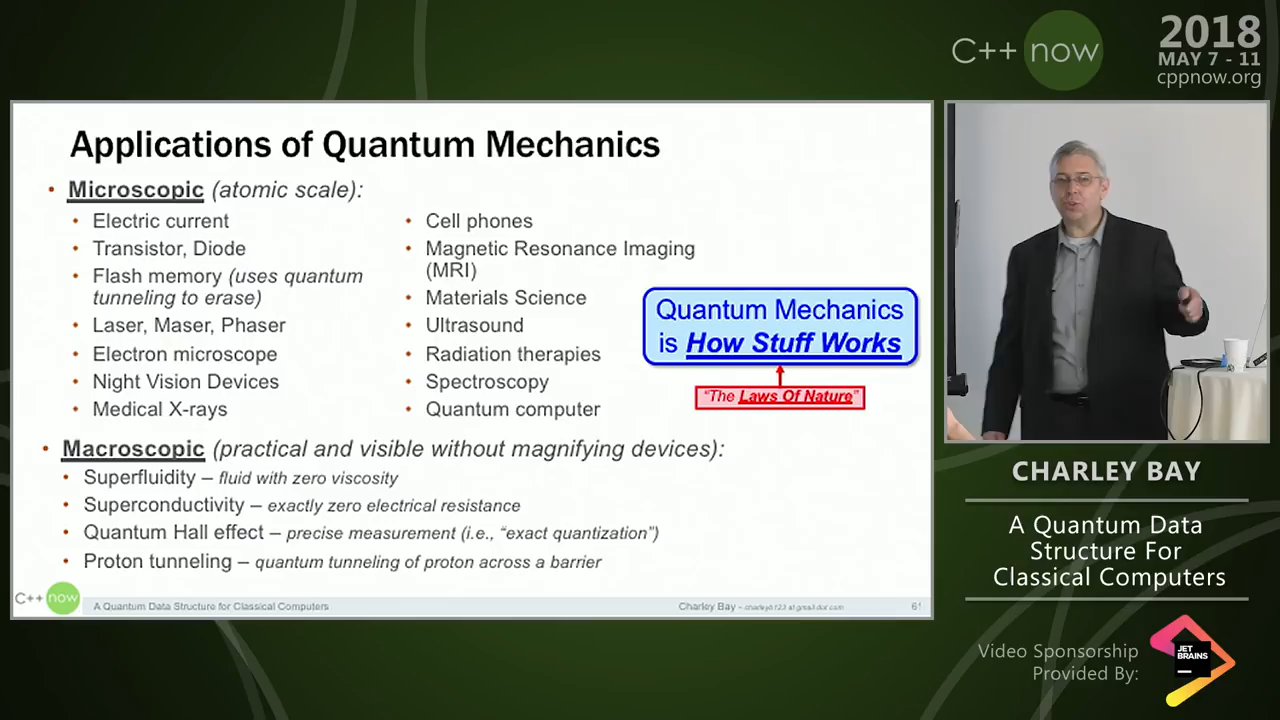 C++ now
2018
MAY 7 - 11
cppnow.org
Applications of Quantum Mechanics
• Microscopic (atomic scale):
• Electric current
• Transistor, Diode
• Flash memory (uses quantum
tunneling to erase)
• Laser, Maser, Phaser
• Electron microscope
• Night Vision Devices
• Medical X-rays
• Cell phones
• Magnetic Resonance Imaging
(MRI)
• Materials Science
• Ultrasound
• Radiation therapies
• Spectroscopy
• Quantum computer
Quantum Mechanics
is How Stuff Works
"The Laws Of Nature"
• Macroscopic (practical and visible without magnifying devices):
• Superfluidity – fluid with zero viscosity
• Superconductivity – exactly zero electrical resistance
• Quantum Hall effect – precise measurement (i.e., "exact quantization")
• Proton tunneling – quantum tunneling of proton across a barrier
C++ now
A Quantum Data Structure for Classical Computers
Charley Bay – charleyb123 at gmail dot com
61
CHARLEY BAY
A Quantum Data
Structure For
Classical Computers
Video Sponsorship
Provided By:
JET
BRAINS